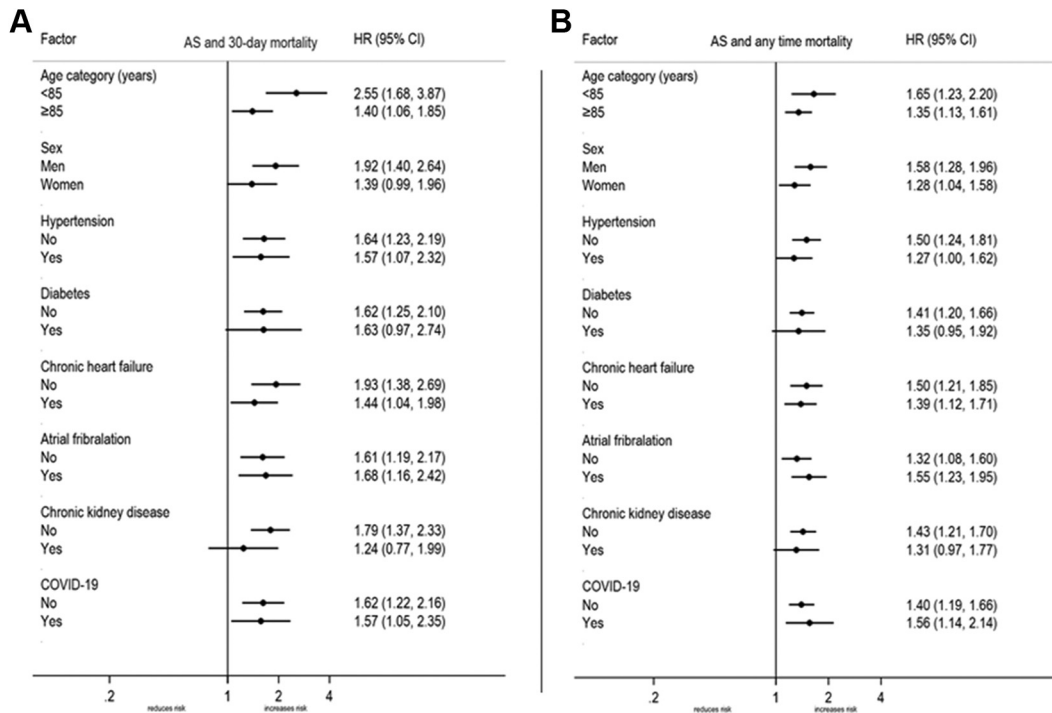 A
Factor AS and 30-day mortality HR (95% CI)
Age category (years)
<85 2.55 (1.68, 3.87)
≥85 1.40 (1.06, 1.85)
Sex
Men 1.92 (1.40, 2.64)
Women 1.39 (0.99, 1.96)
Hypertension
No 1.64 (1.23, 2.19)
Yes 1.57 (1.07, 2.32)
Diabetes
No 1.62 (1.25, 2.10)
Yes 1.63 (0.97, 2.74)
Chronic heart failure
No 1.93 (1.38, 2.69)
Yes 1.44 (1.04, 1.98)
Atrial fribralation
No 1.61 (1.19, 2.17)
Yes 1.68 (1.16, 2.42)
Chronic kidney disease
No 1.79 (1.37, 2.33)
Yes 1.24 (0.77, 1.99)
COVID-19
No 1.62 (1.22, 2.16)
Yes 1.57 (1.05, 2.35)
.2 1 2 4
reduces risk increases risk
B
Factor AS and any time mortality HR (95% CI)
Age category (years)
<85 1.65 (1.23, 2.20)
≥85 1.35 (1.13, 1.61)
Sex
Men 1.58 (1.28, 1.96)
Women 1.28 (1.04, 1.58)
Hypertension
No 1.50 (1.24, 1.81)
Yes 1.27 (1.00, 1.62)
Diabetes
No 1.41 (1.20, 1.66)
Yes 1.35 (0.95, 1.92)
Chronic heart failure
No 1.50 (1.21, 1.85)
Yes 1.39 (1.12, 1.71)
Atrial fribralation
No 1.32 (1.08, 1.60)
Yes 1.55 (1.23, 1.95)
Chronic kidney disease
No 1.43 (1.21, 1.70)
Yes 1.31 (0.97, 1.77)
COVID-19
No 1.40 (1.19, 1.66)
Yes 1.56 (1.14, 2.14)
.2 1 2 4
reduces risk increases risk